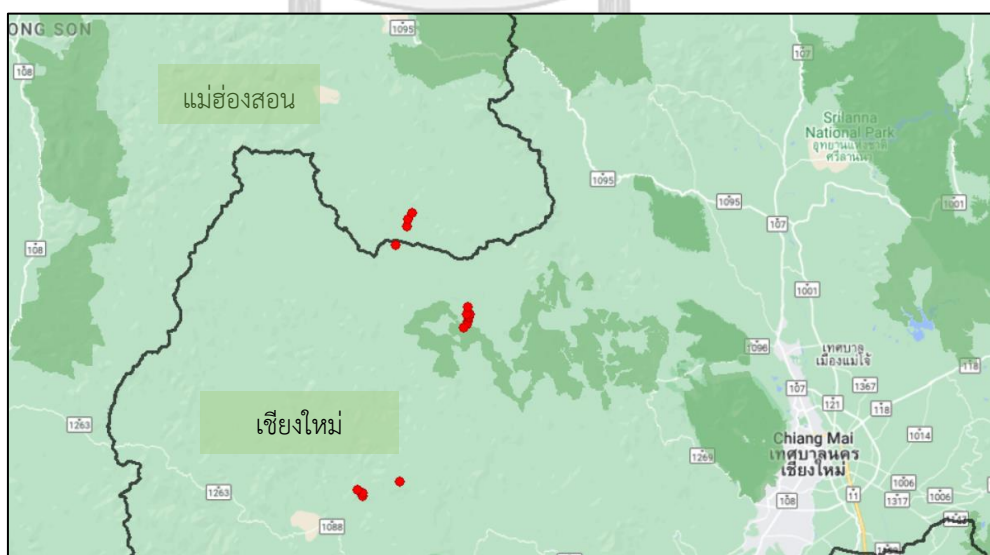 ONG SON
1095
107
108
แม่ฮ่องสอน
Srilanna
National Park
อุทยานแห่งชาติ
ศรีลานนา
1095
1095
1001
107
108
1001
1096
เทศบาล
เมืองแม่โจ้
118
107
1367
121
118
เชียงใหม่
1263
Chiang Mai
เทศบาลนคร
เชียงใหม่
1014
1269
1263
1006
108
11
1317
1006
1088